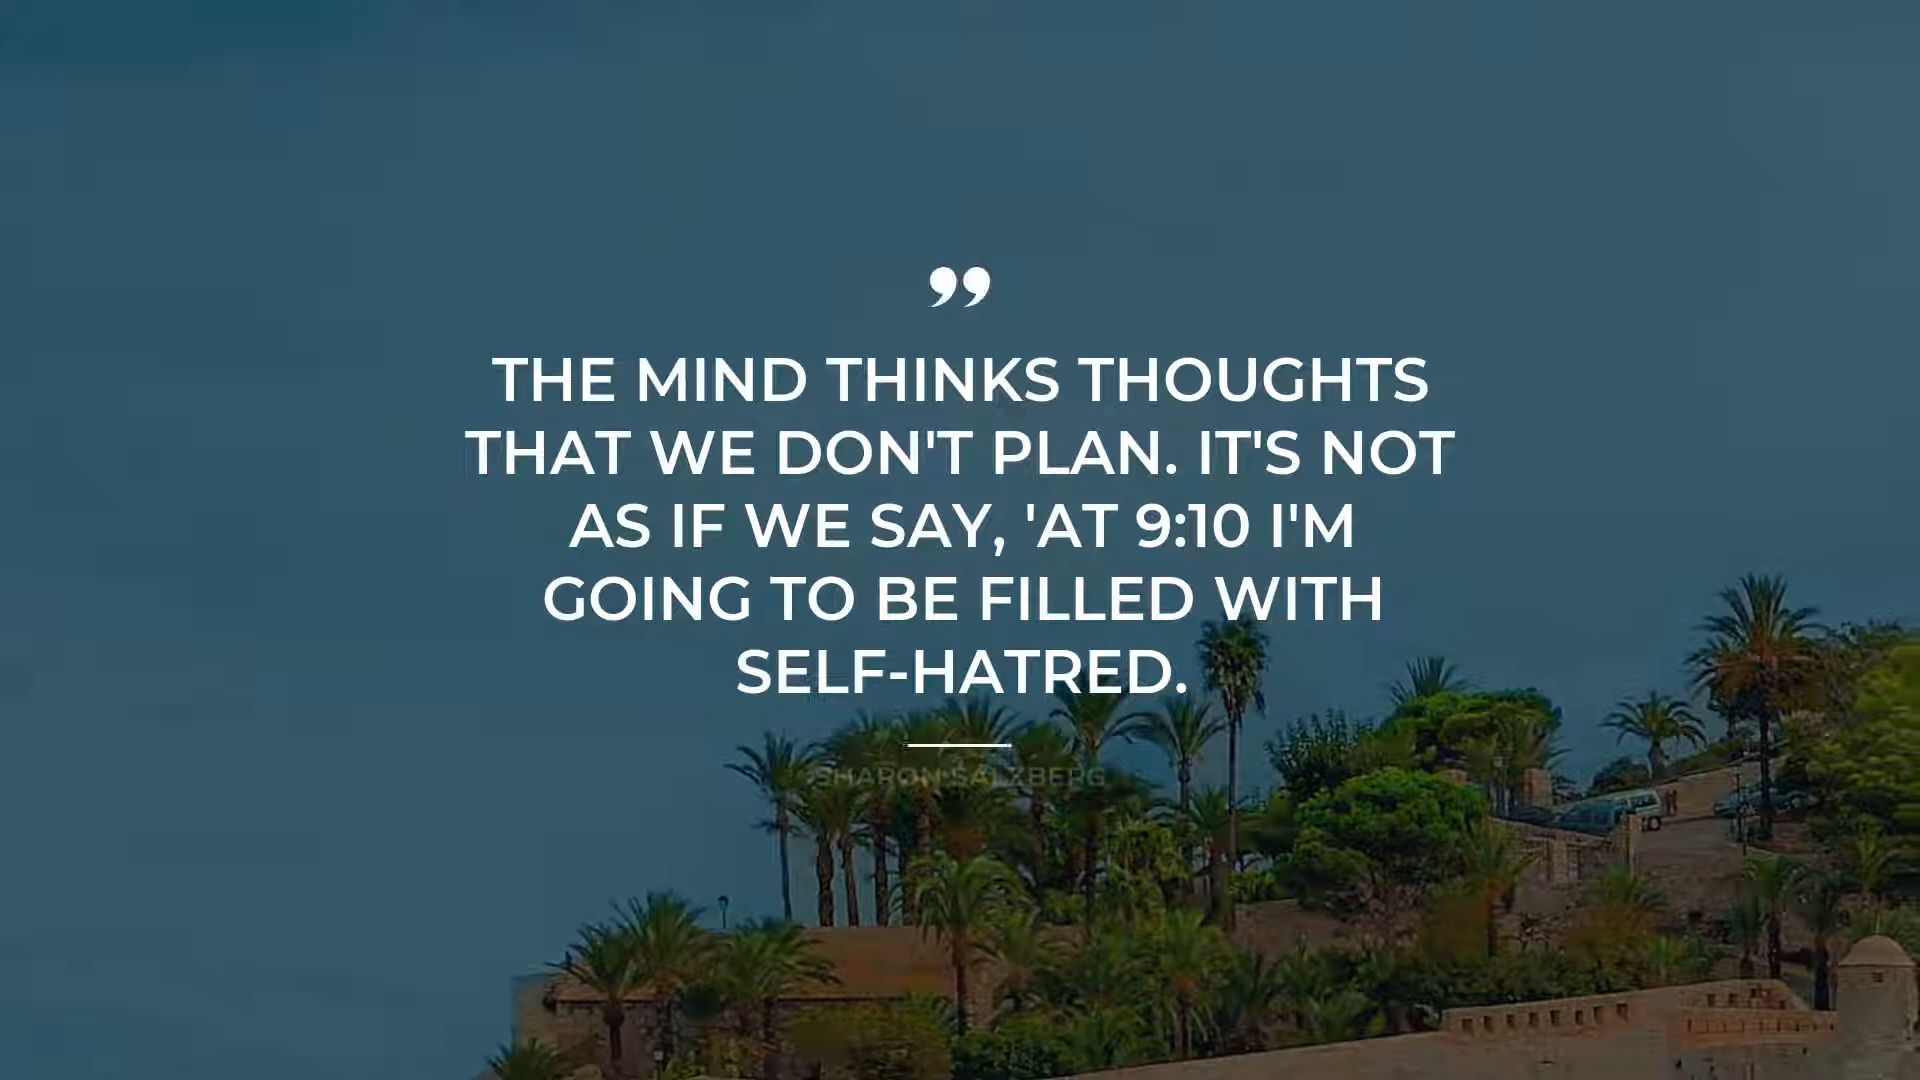 ”
THE MIND THINKS THOUGHTS
THAT WE DON'T PLAN. IT'S NOT
AS IF WE SAY, 'AT 9:10 I'M
GOING TO BE FILLED WITH
SELF-HATRED.
SHARON SALZBERG